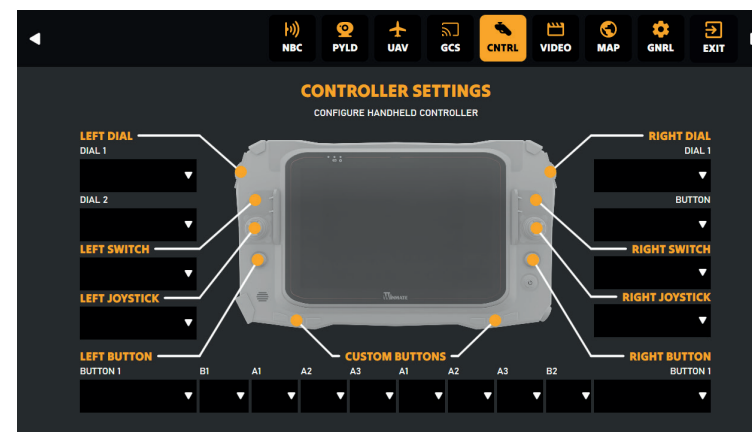 NBC PYLD UAV GCS CNTRL VIDEO MAP GNRL EXIT
CONTROLLER SETTINGS
CONFIGURE HANDHELD CONTROLLER
LEFT DIAL
RIGHT DIAL
DIAL 1
DIAL 1
DIAL 2
BUTTON
LEFT SWITCH
RIGHT SWITCH
LEFT JOYSTICK
RIGHT JOYSTICK
WINMATE
LEFT BUTTON
CUSTOM BUTTONS
RIGHT BUTTON
BUTTON 1 B1 A1 A2 A3 A1 A2 A3 B2 BUTTON 1